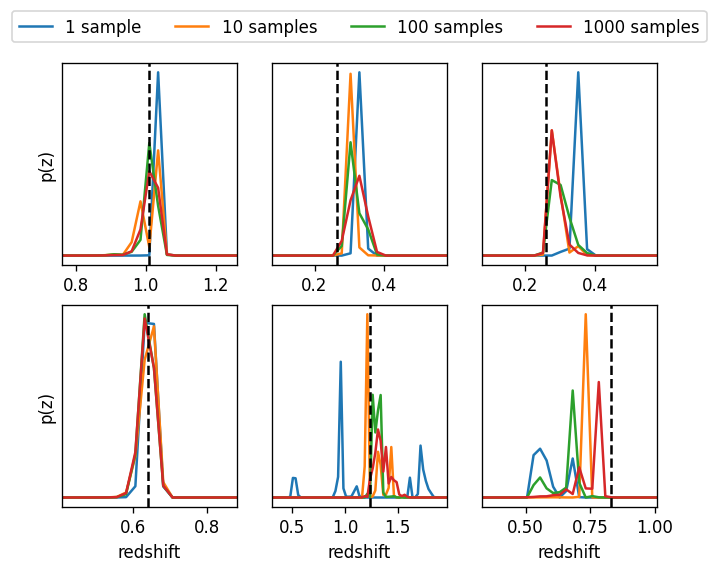 1 sample 10 samples 100 samples 1000 samples
p(z)
0.8 1.0 1.2 0.2 0.4 0.2 0.4
p(z)
0.6 0.8 0.5 1.0 1.5 0.50 0.75 1.00
redshift redshift redshift